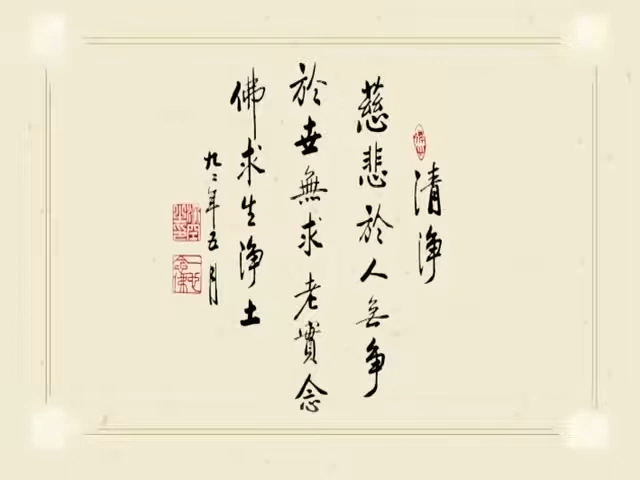 清淨
慈悲於人無爭
於世無求老實念
佛求生淨土
九二年五月